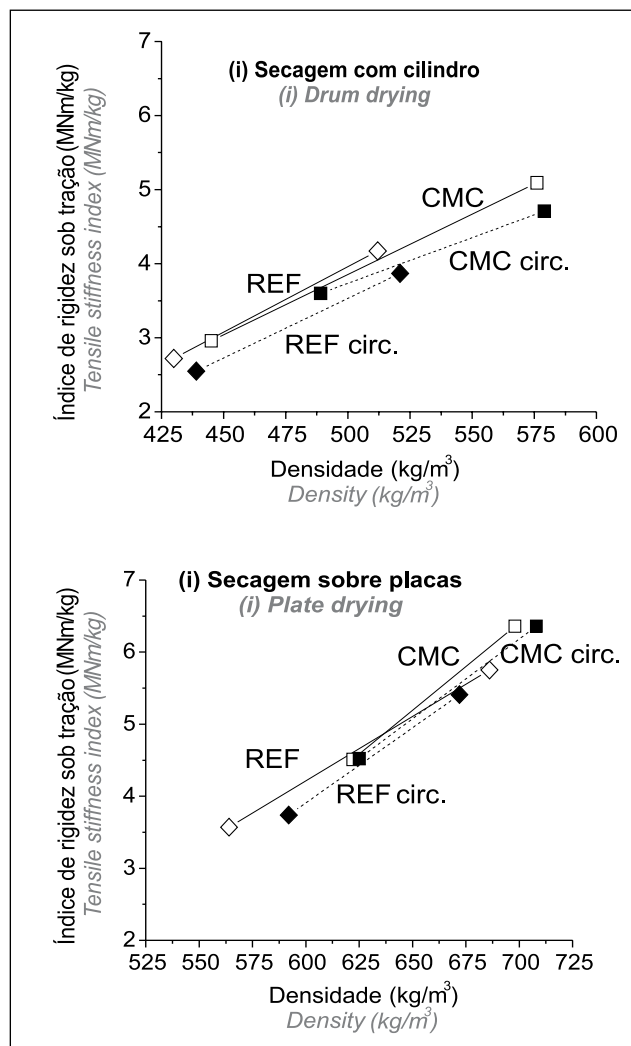 (i) Secagem com cilindro
(i) Drum drying
Índice de rigidez sob tração (MNm/kg)
Tensile stiffness index (MNm/kg)
7
6
5
4
3
2
CMC
REF
CMC circ.
REF circ.
425 450 475 500 525 550 575 600
Densidade (kg/m³)
Density (kg/m³)
(i) Secagem sobre placas
(i) Plate drying
Índice de rigidez sob tração (MNm/kg)
Tensile stiffness index (MNm/kg)
7
6
5
4
3
2
CMC
CMC circ.
REF
REF circ.
525 550 575 600 625 650 675 700 725
Densidade (kg/m³)
Density (kg/m³)